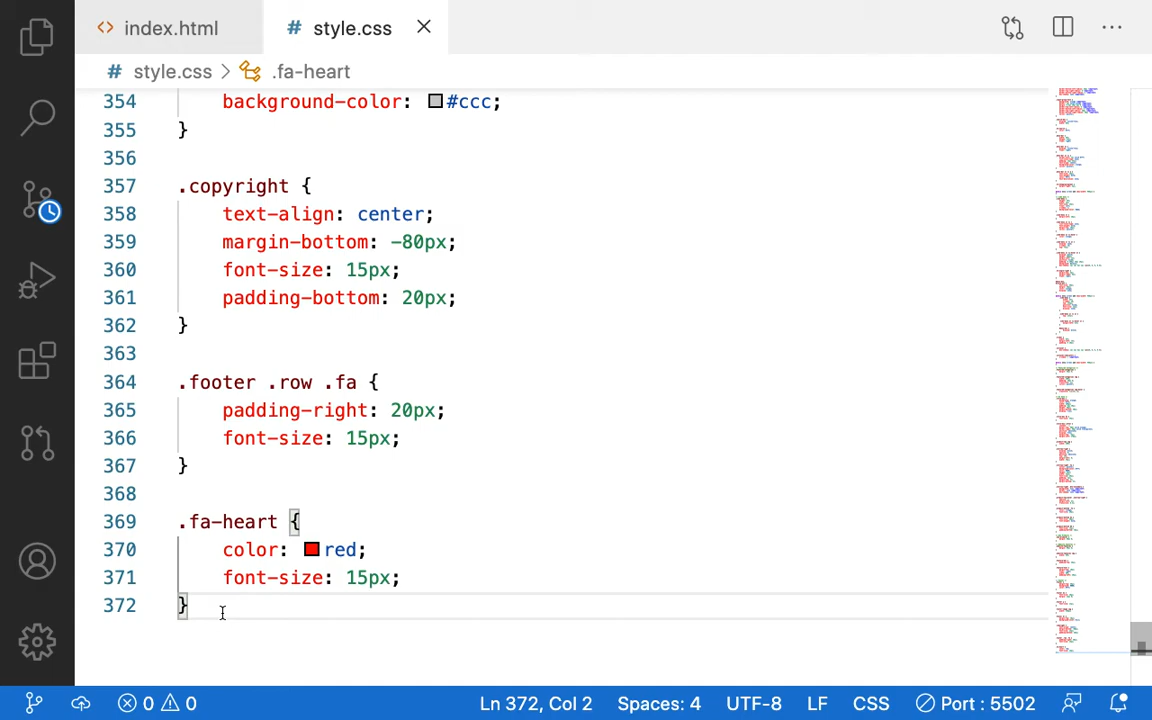 <> index.html # style.css ×
# style.css > .fa-heart
354 background-color: #ccc;
355 }
356
357 .copyright {
358 text-align: center;
359 margin-bottom: -80px;
360 font-size: 15px;
361 padding-bottom: 20px;
362 }
363
364 .footer .row .fa {
365 padding-right: 20px;
366 font-size: 15px;
367 }
368
369 .fa-heart {
370 color: red;
371 font-size: 15px;
372 }
0 0 Ln 372, Col 2 Spaces: 4 UTF-8 LF CSS Port : 5502